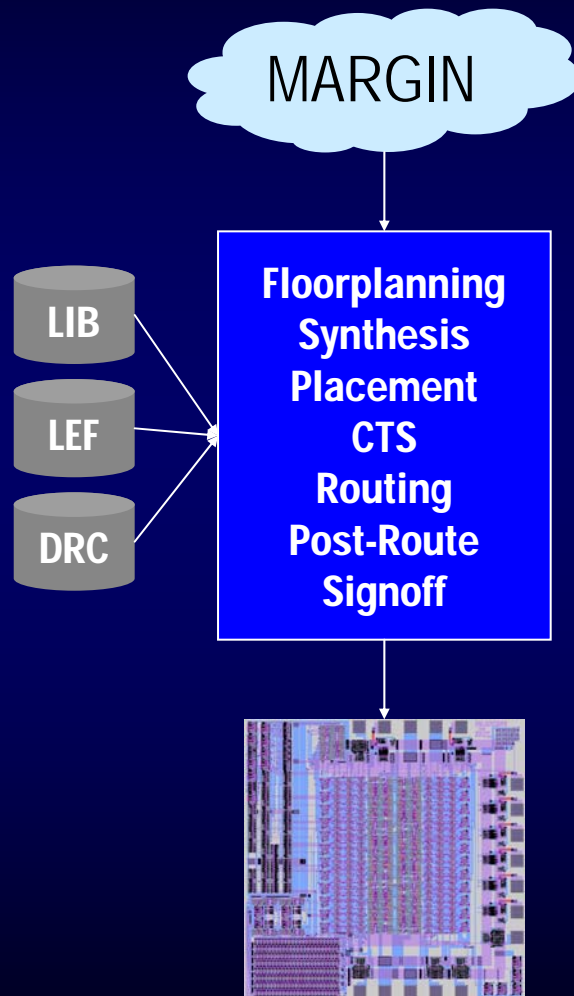 MARGIN
LIB
LEF
DRC
Floorplanning
Synthesis
Placement
CTS
Routing
Post-Route
Signoff